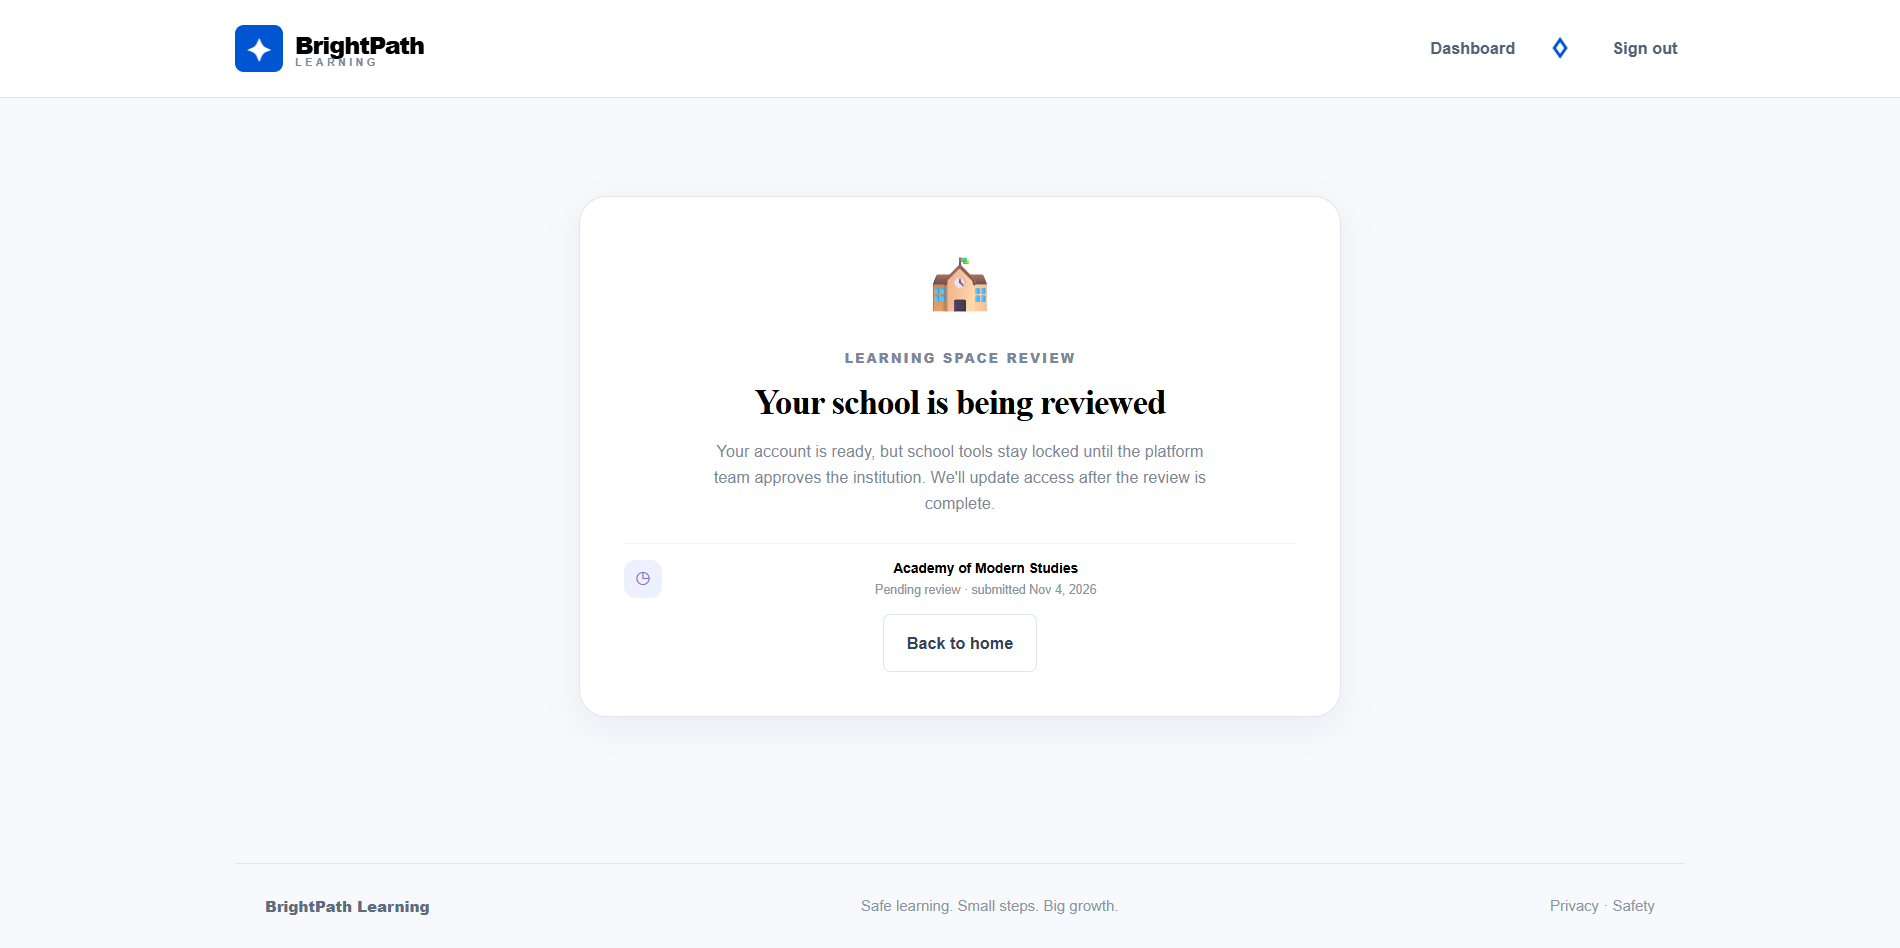 BrightPath
LEARNING
Dashboard
Sign out
LEARNING SPACE REVIEW
Your school is being reviewed
Your account is ready, but school tools stay locked until the platform
team approves the institution. We'll update access after the review is
complete.
Academy of Modern Studies
Pending review · submitted Nov 4, 2026
Back to home
BrightPath Learning
Safe learning. Small steps. Big growth.
Privacy · Safety